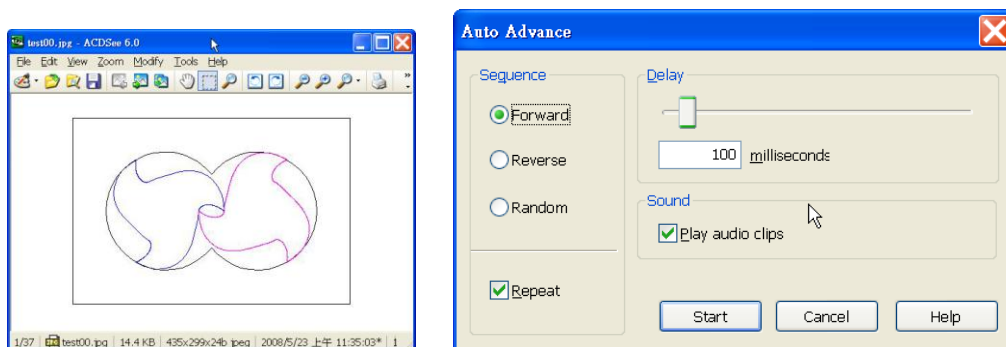 test00.jpg - ACDSee 6.0
File Edit View Zoom Modify Tools Help
1/37 test00.jpg 14.4 KB 435x299x24b jpeg 2008/5/23 上午 11:35:03* 1
Auto Advance
Sequence
Forward
Reverse
Random
Repeat
Delay
100 milliseconds
Sound
Play audio clips
Start Cancel Help